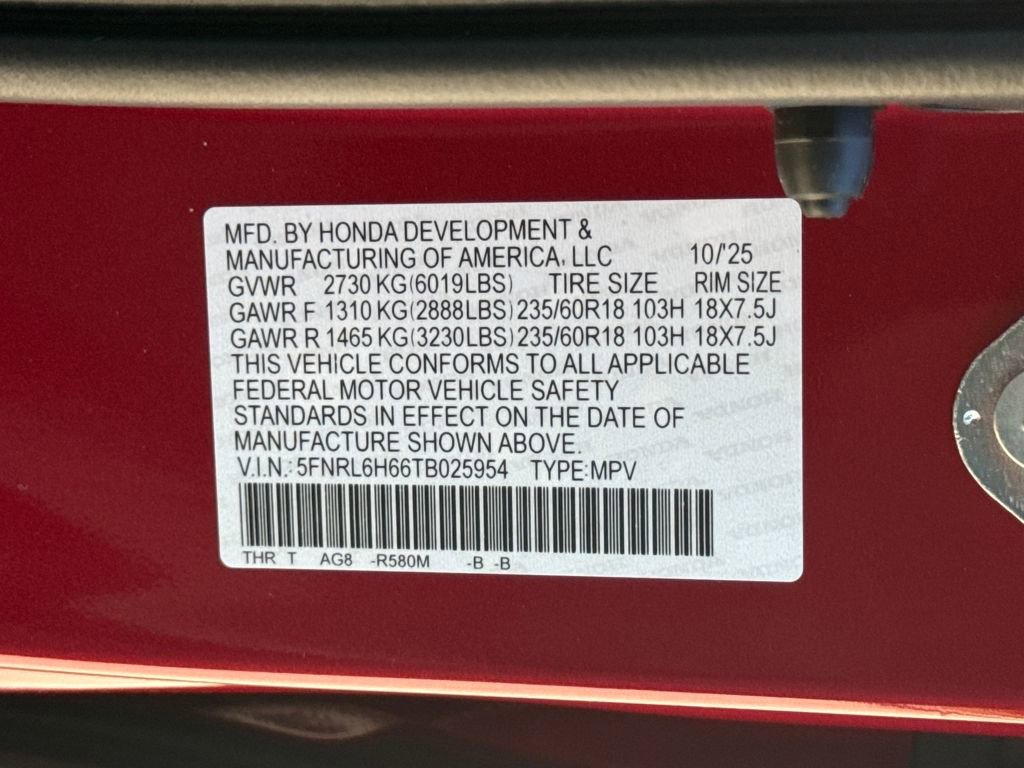 MFD. BY HONDA DEVELOPMENT &
MANUFACTURING OF AMERICA, LLC 10/'25
GVWR 2730 KG(6019LBS) TIRE SIZE RIM SIZE
GAWR F 1310 KG(2888LBS) 235/60R18 103H 18X7.5J
GAWR R 1465 KG(3230LBS) 235/60R18 103H 18X7.5J
THIS VEHICLE CONFORMS TO ALL APPLICABLE
FEDERAL MOTOR VEHICLE SAFETY
STANDARDS IN EFFECT ON THE DATE OF
MANUFACTURE SHOWN ABOVE.
V.I.N.: 5FNRL6H66TB025954 TYPE:MPV
THR T AG8 -R580M -B -B